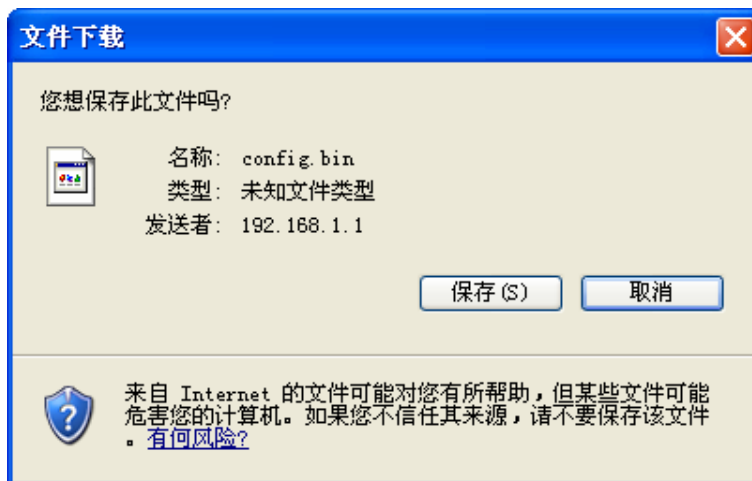 文件下载
您想保存此文件吗?
名称: config.bin
类型: 未知文件类型
发送者: 192.168.1.1
保存(S) 取消
来自 Internet 的文件可能对您有所帮助,但某些文件可能
危害您的计算机。如果您不信任其来源,请不要保存该文件
。有何风险?